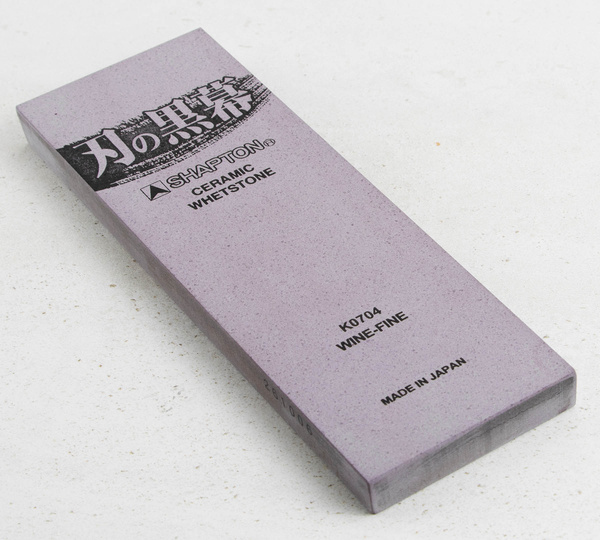 刃の黒幕
SHAPTON®
CERAMIC
WHETSTONE
K0704
WINE-FINE
MADE IN JAPAN